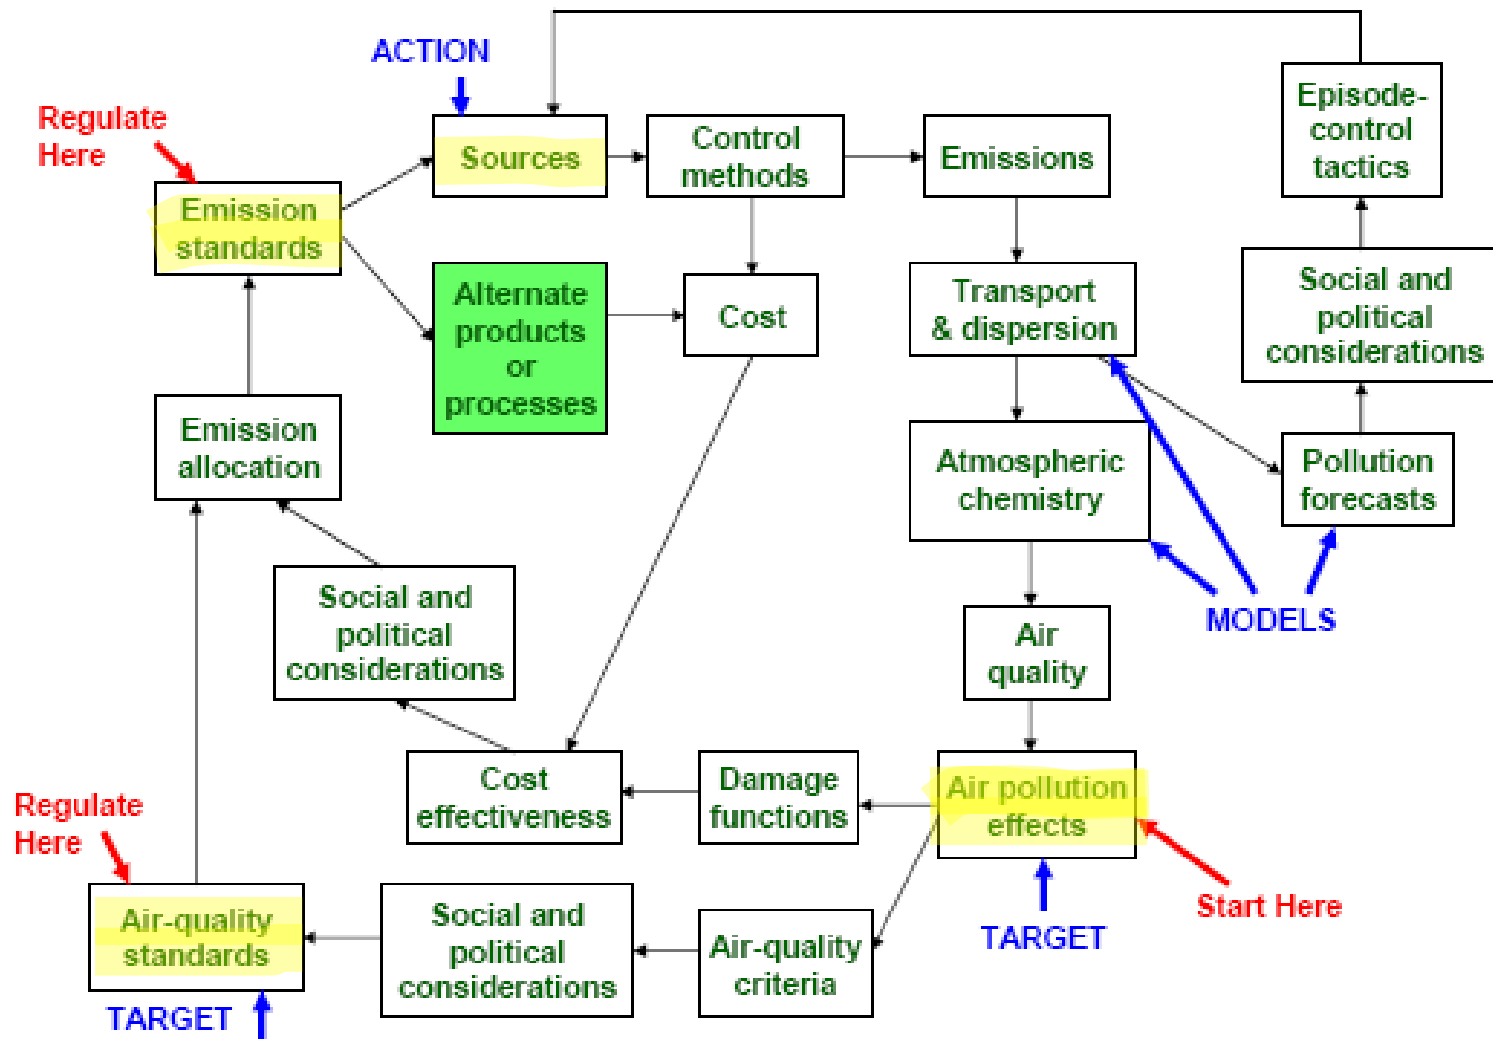 ACTION
Regulate
Here
Sources
Control
methods
Emissions
Episode-
control
tactics
Emission
standards
Alternate
products
or
processes
Cost
Transport
& dispersion
Social and
political
considerations
Emission
allocation
Atmospheric
chemistry
Pollution
forecasts
Social and
political
considerations
Air
quality
MODELS
Regulate
Here
Cost
effectiveness
Damage
functions
Air pollution
effects
Start Here
Air-quality
standards
Social and
political
considerations
Air-quality
criteria
TARGET
TARGET